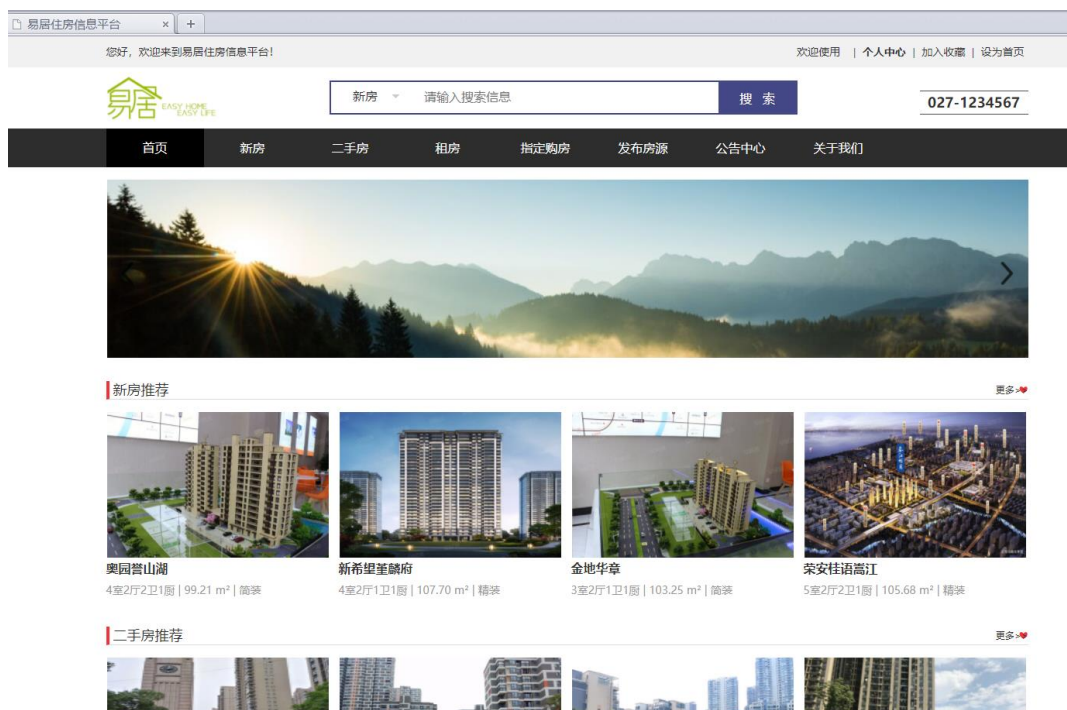 易居住房信息平台 × +
您好，欢迎来到易居住房信息平台！
欢迎使用 | 个人中心 | 加入收藏 | 设为首页
易居 EASY HOME
EASY LIFE
新房 请输入搜索信息 搜 索
027-1234567
首页 新房 二手房 租房 指定购房 发布房源 公告中心 关于我们
新房推荐 更多>
奥园誉山湖 新希望堇麟府 金地华章 荣安桂语嵩江
4室2厅2卫1厨 | 99.21 m² | 简装 4室2厅1卫1厨 | 107.70 m² | 精装 3室2厅1卫1厨 | 103.25 m² | 简装 5室2厅2卫1厨 | 105.68 m² | 精装
二手房推荐 更多>